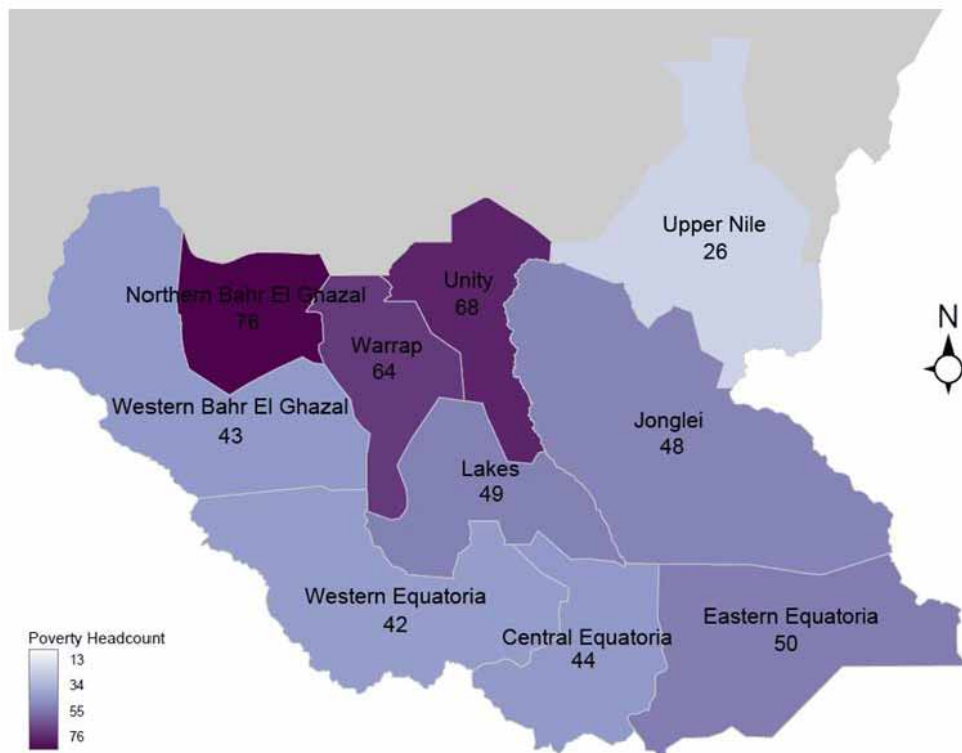 Upper Nile
26
Northern Bahr El Ghazal
76
Unity
68
N
Warrap
64
Western Bahr El Ghazal
43
Jonglei
48
Lakes
49
Western Equatoria
42
Central Equatoria
44
Eastern Equatoria
50
Poverty Headcount
13
34
55
76